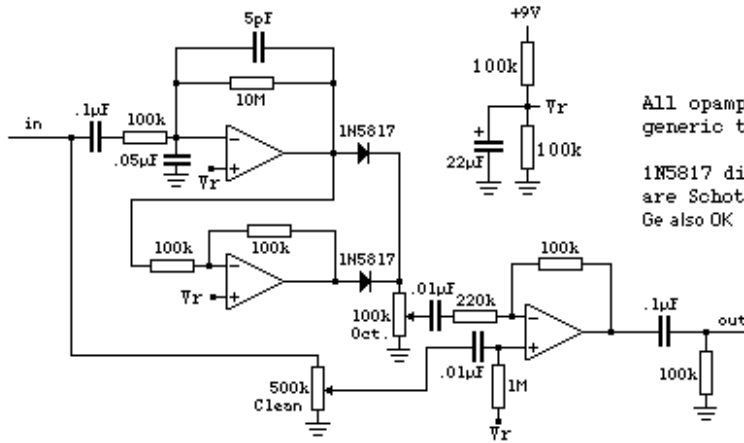 5pF
+9V
10M
100k
.1µF
100k
in
1N5817
Vr
.05µF
Vr
22µF
+
100k
All opamp
generic t
1N5817 di
are Schot
Ge also OK
100k
100k
1N5817
Vr
100k
Oct.
.01µF
220k
100k
.1µF
out
500k
Clean
.01µF
1M
Vr
100k